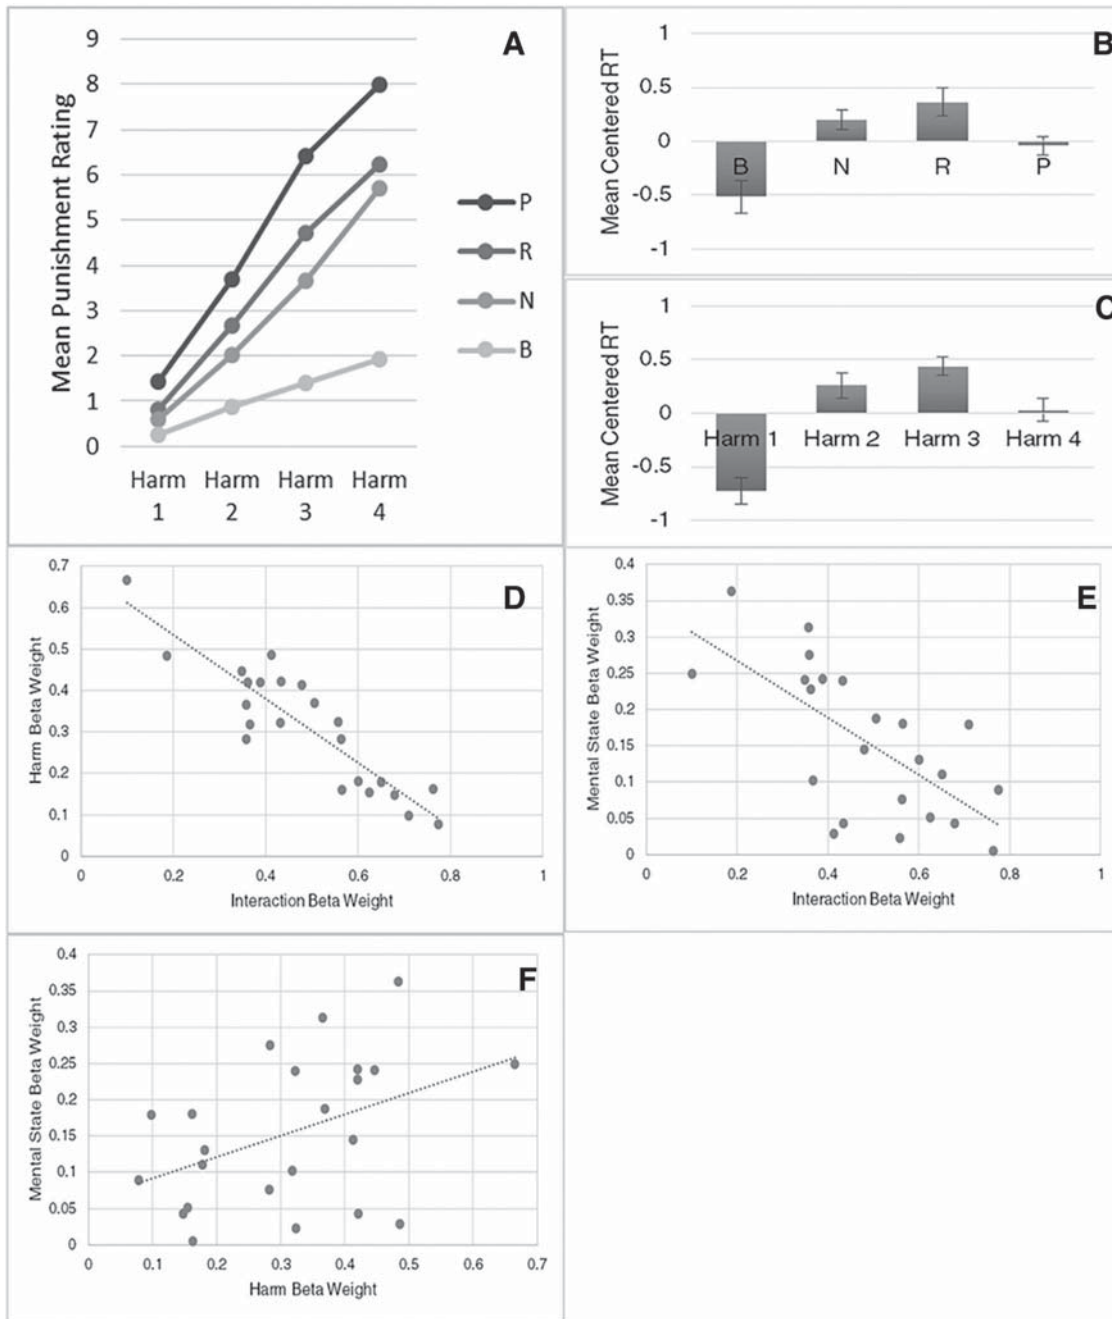 A
Mean Punishment Rating
9
8
7
6
5
4
3
2
1
0
Harm 1
Harm 2
Harm 3
Harm 4
P
R
N
B
B
Mean Centered RT
1
0.5
0
-0.5
-1
B
N
R
P
C
Mean Centered RT
1
0.5
0
-0.5
-1
Harm 1
Harm 2
Harm 3
Harm 4
D
Harm Beta Weight
0.7
0.6
0.5
0.4
0.3
0.2
0.1
0
0
0.2
0.4
0.6
0.8
1
Interaction Beta Weight
E
Mental State Beta Weight
0.4
0.35
0.3
0.25
0.2
0.15
0.1
0.05
0
0
0.2
0.4
0.6
0.8
1
Interaction Beta Weight
F
Mental State Beta Weight
0.4
0.35
0.3
0.25
0.2
0.15
0.1
0.05
0
0
0.1
0.2
0.3
0.4
0.5
0.6
0.7
Harm Beta Weight